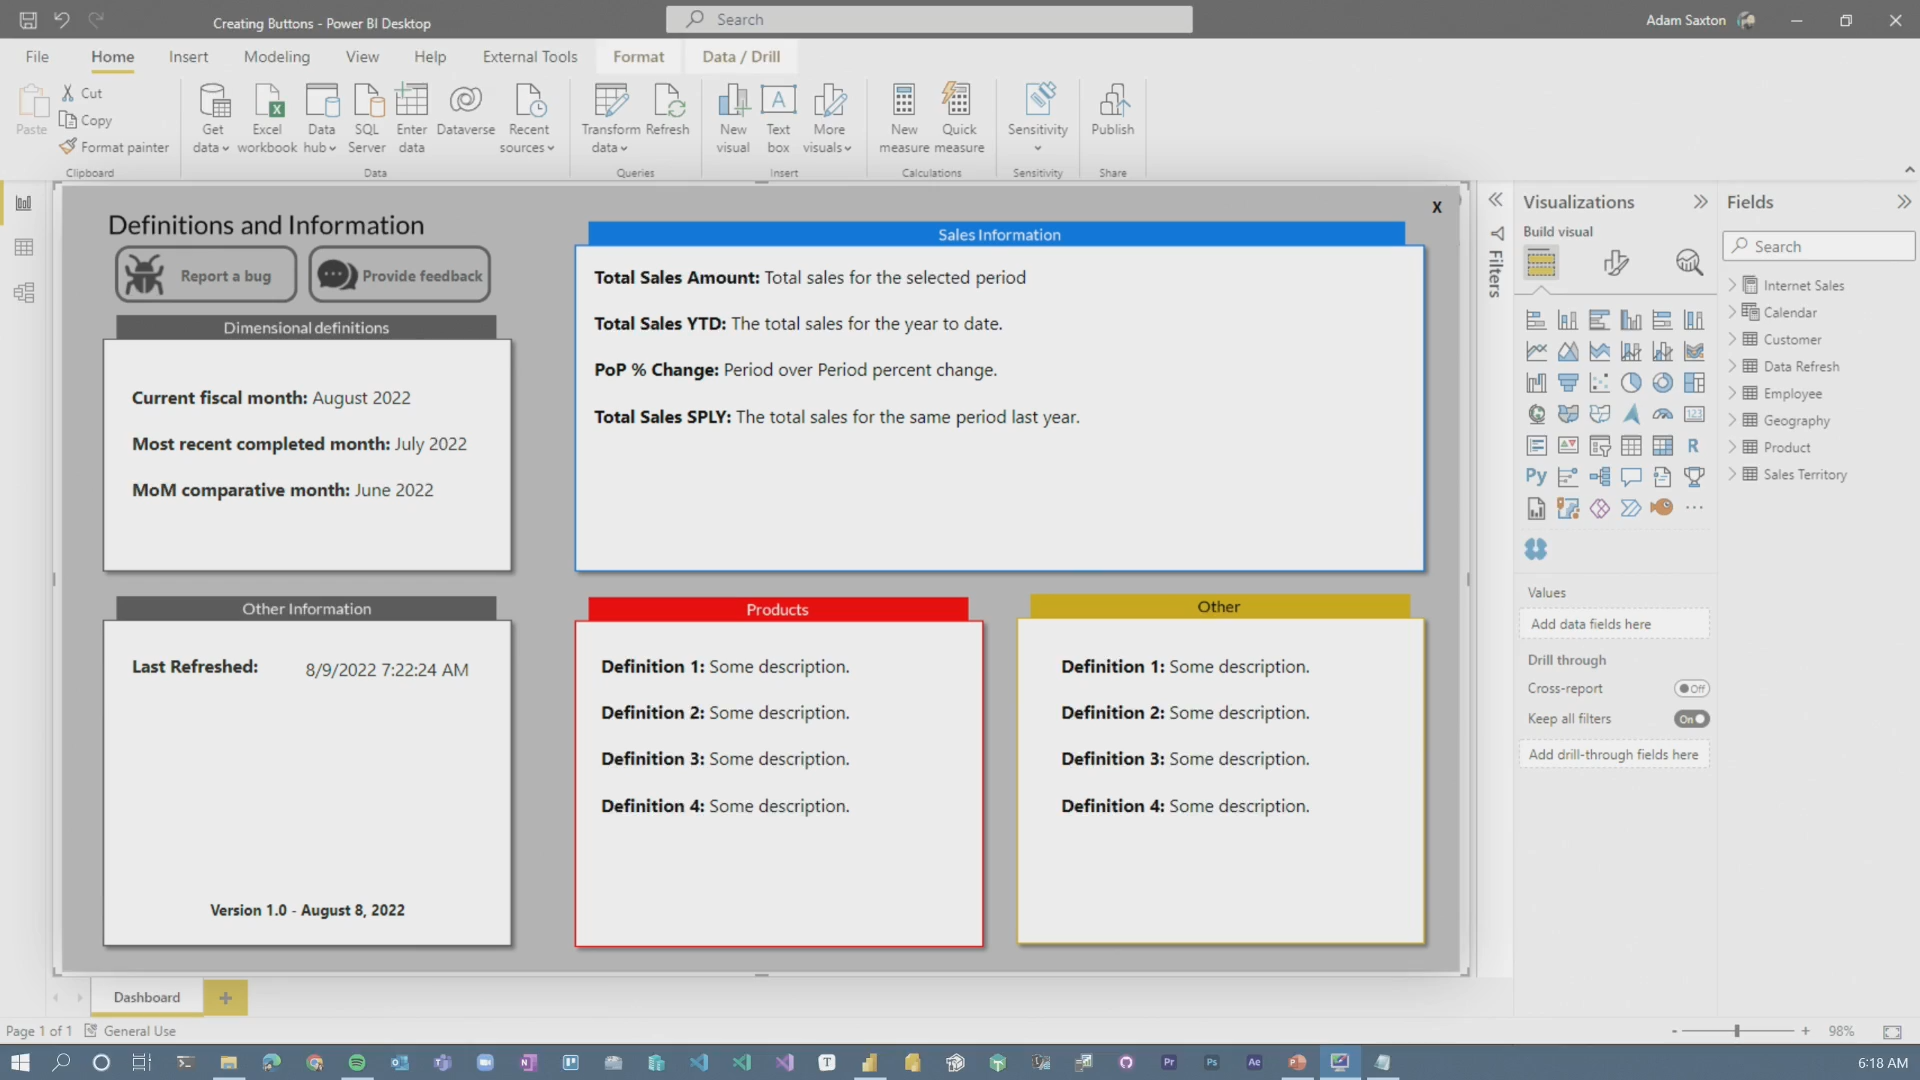 Creating Buttons - Power BI Desktop
Search
Adam Saxton
File
Home
Insert
Modeling
View
Help
External Tools
Format
Data / Drill
Paste
Cut
Copy
Format painter
Clipboard
Get data
Excel workbook
Data hub
SQL Server
Enter data
Dataverse
Recent sources
Data
Transform data
Refresh
Queries
New visual
Text box
More visuals
Insert
New measure
Quick measure
Calculations
Sensitivity
Sensitivity
Publish
Share
Definitions and Information
X
Report a bug
Provide feedback
Dimensional definitions
Current fiscal month: August 2022
Most recent completed month: July 2022
MoM comparative month: June 2022
Sales Information
Total Sales Amount: Total sales for the selected period
Total Sales YTD: The total sales for the year to date.
PoP % Change: Period over Period percent change.
Total Sales SPLY: The total sales for the same period last year.
Other Information
Last Refreshed: 8/9/2022 7:22:24 AM
Version 1.0 - August 8, 2022
Products
Definition 1: Some description.
Definition 2: Some description.
Definition 3: Some description.
Definition 4: Some description.
Other
Definition 1: Some description.
Definition 2: Some description.
Definition 3: Some description.
Definition 4: Some description.
Filters
Visualizations
Build visual
R
Py
123
Values
Add data fields here
Drill through
Cross-report
Off
Keep all filters
On
Add drill-through fields here
Fields
Search
Internet Sales
Calendar
Customer
Data Refresh
Employee
Geography
Product
Sales Territory
Dashboard
+
Page 1 of 1
General Use
- + 98%
T
Pr
Ps
Ae
6:18 AM